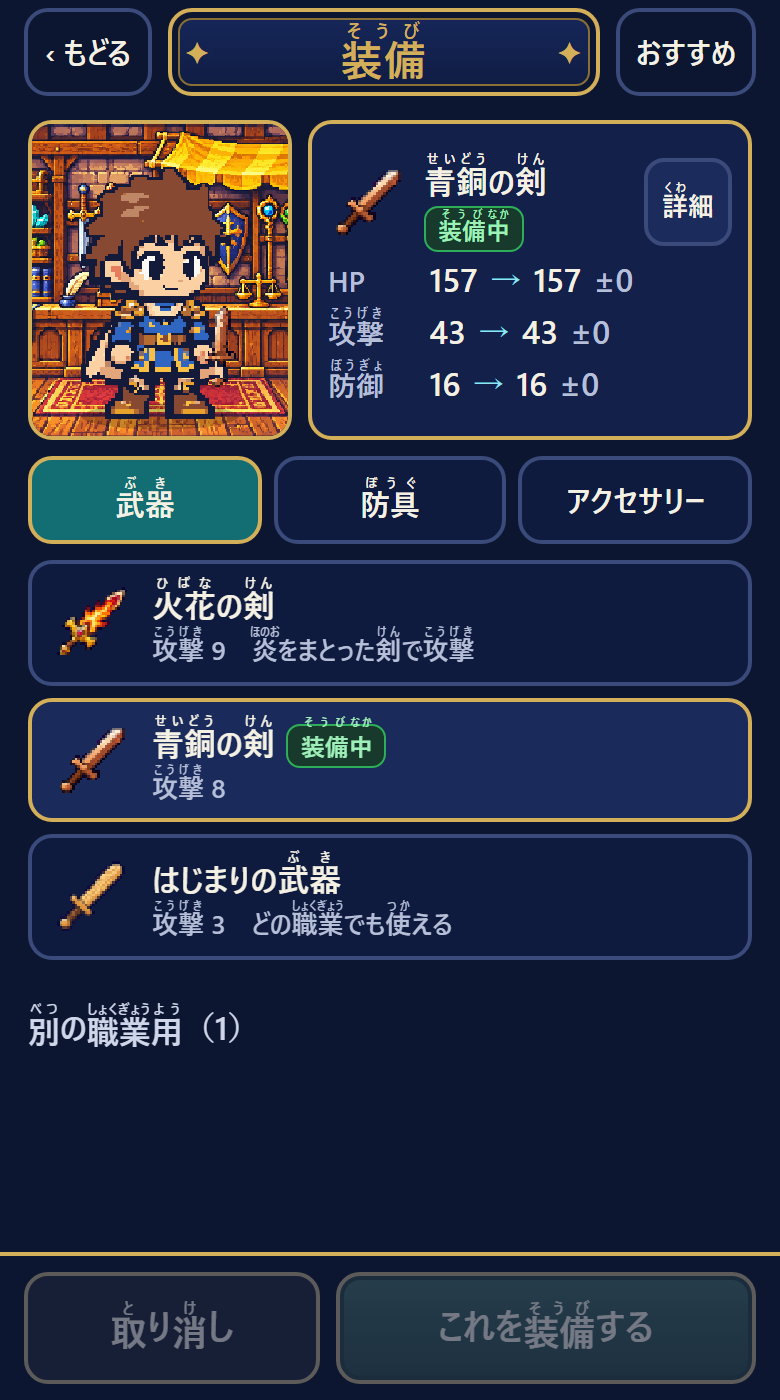 ‹ もどる
そうび
装備
おすすめ
せいどう けん
青銅の剣
そうびなか
装備中
くわ
詳細
HP 157 → 157 ±0
こうげき
攻撃 43 → 43 ±0
ぼうぎょ
防御 16 → 16 ±0
ぶき
武器
ぼうぐ
防具
アクセサリー
ひばな けん
火花の剣
こうげき ほのお けん こうげき
攻撃 9 炎をまとった剣で攻撃
せいどう けん そうびなか
青銅の剣 装備中
こうげき
攻撃 8
ぶき
はじまりの武器
こうげき しょくぎょう つか
攻撃 3 どの職業でも使える
べつ しょくぎょうよう
別の職業用（1）
と け
取り消し
そうび
これを装備する